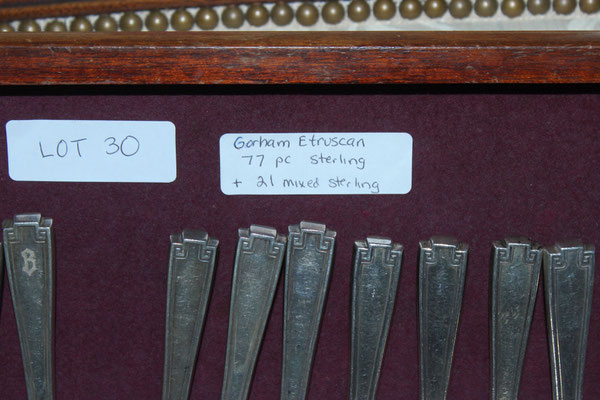 LOT 30
Gorham Etruscan
77 pc sterling
+ 21 mixed sterling
B